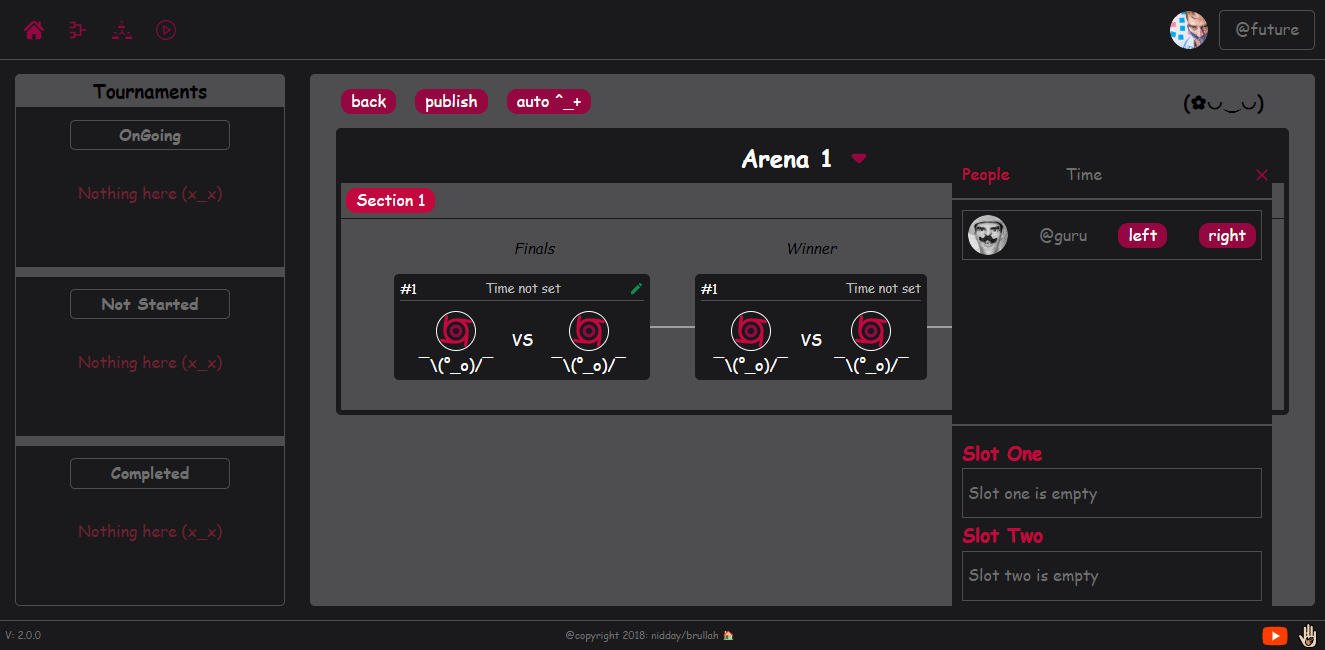 @future
Tournaments
OnGoing
Nothing here (x_x)
Not Started
Nothing here (x_x)
Completed
Nothing here (x_x)
back publish auto ^_+ (✿◡‿◡)
Arena 1
Section 1
Finals Winner
#1 Time not set
vs
¯\(°_o)/¯ ¯\(°_o)/¯
#1 Time not set
vs
¯\(°_o)/¯ ¯\(°_o)/¯
People Time
@guru left right
Slot One
Slot one is empty
Slot Two
Slot two is empty
V: 2.0.0 @copyright 2018: nidday/brullah